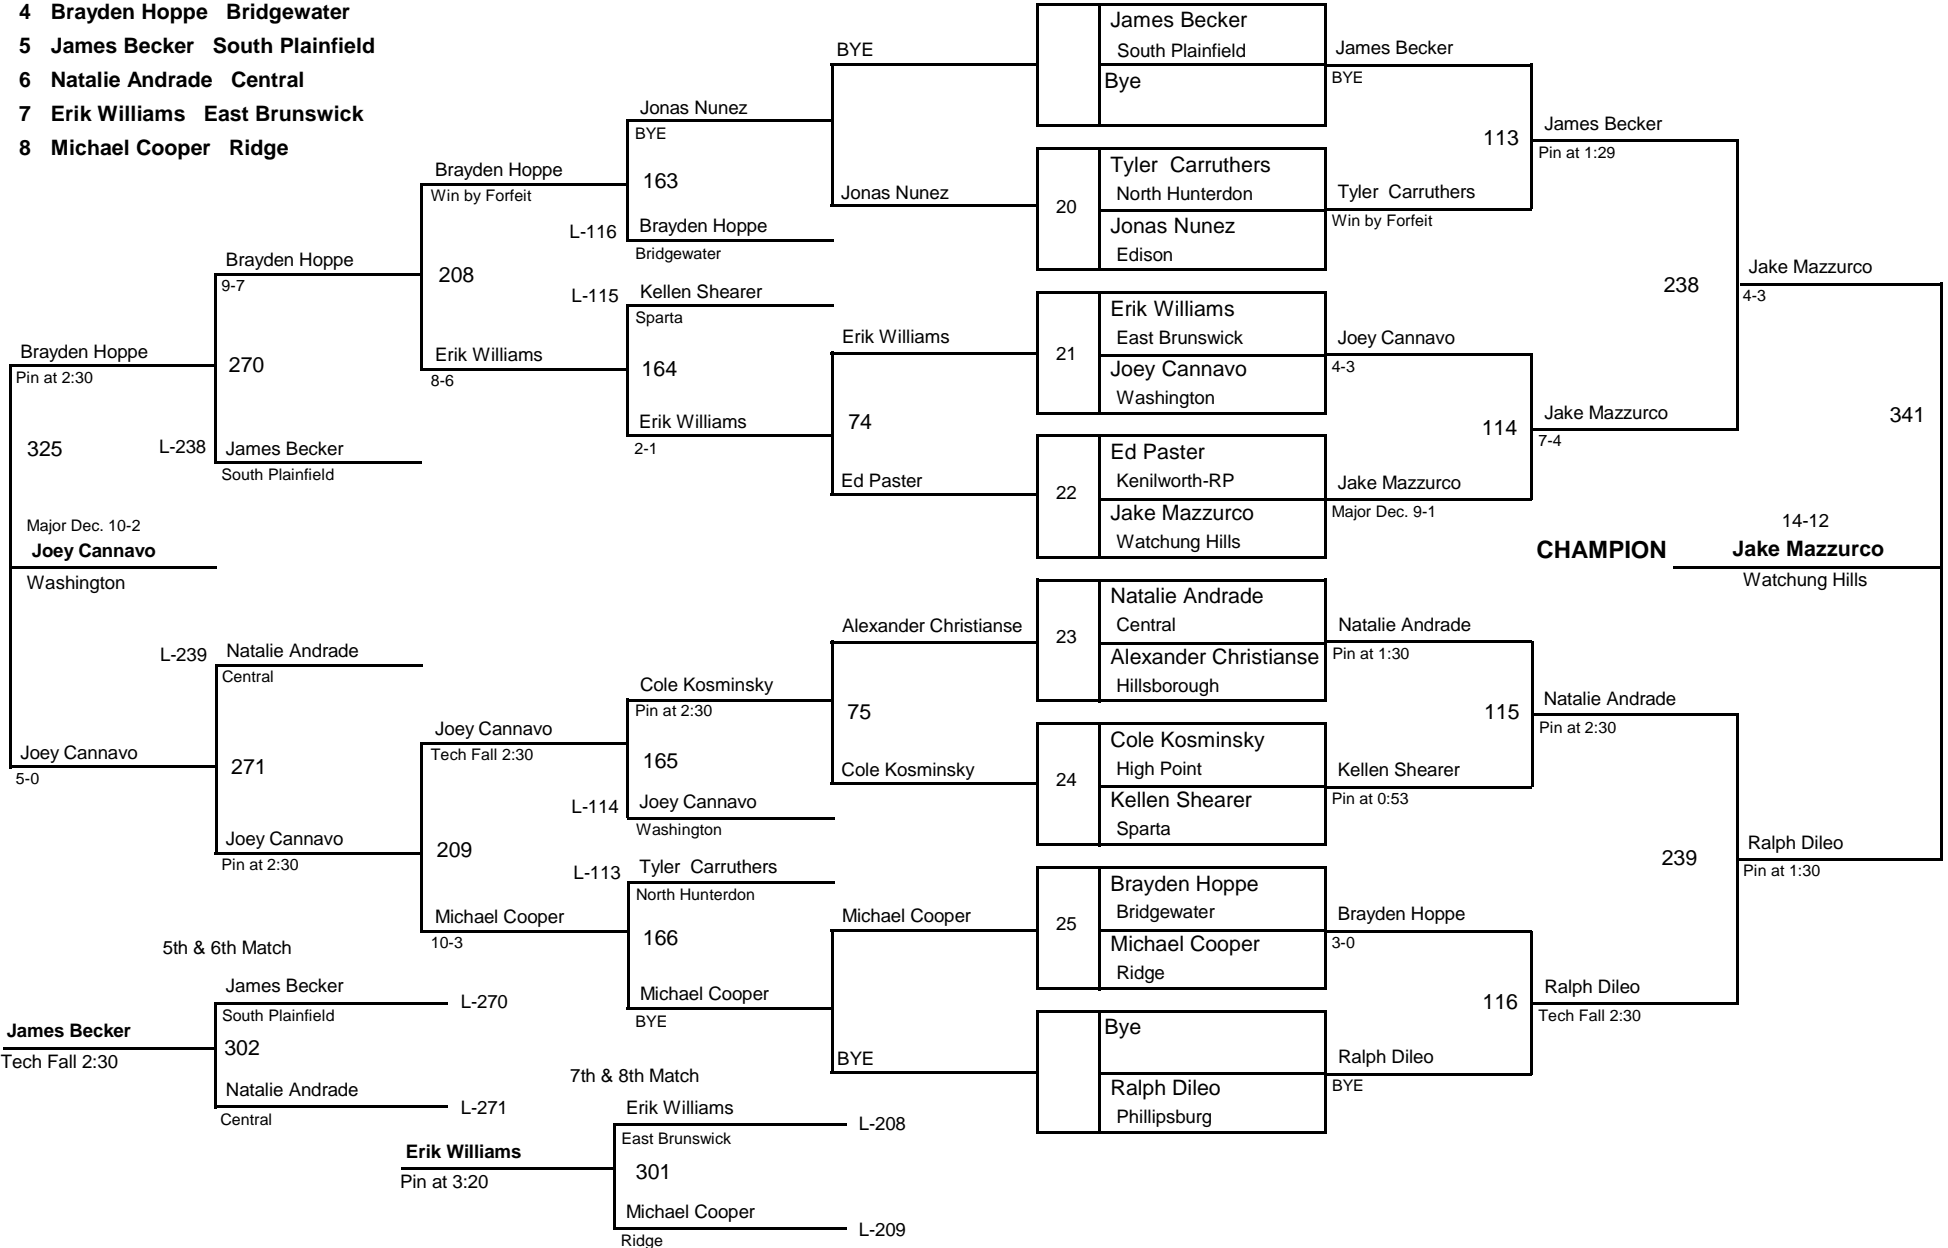 4 Brayden Hoppe Bridgewater
5 James Becker South Plainfield
6 Natalie Andrade Central
7 Erik Williams East Brunswick
8 Michael Cooper Ridge
Brayden Hoppe
Pin at 2:30
325
Major Dec. 10-2
Joey Cannavo
Washington
Joey Cannavo
5-0
Brayden Hoppe
9-7
270
L-238 James Becker
South Plainfield
L-239 Natalie Andrade
Central
271
Joey Cannavo
Pin at 2:30
5th & 6th Match
James Becker L-270
South Plainfield
James Becker
Tech Fall 2:30
302
Natalie Andrade L-271
Central
Brayden Hoppe
Win by Forfeit
208
Erik Williams
8-6
Joey Cannavo
Tech Fall 2:30
209
Michael Cooper
10-3
Jonas Nunez
BYE
163
L-116 Brayden Hoppe
Bridgewater
L-115 Kellen Shearer
Sparta
164
Erik Williams
2-1
Cole Kosminsky
Pin at 2:30
165
L-114 Joey Cannavo
Washington
L-113 Tyler Carruthers
North Hunterdon
166
Michael Cooper
BYE
7th & 8th Match
Erik Williams L-208
East Brunswick
Erik Williams
Pin at 3:20
301
Michael Cooper L-209
Ridge
BYE
Jonas Nunez
Erik Williams
74
Ed Paster
Alexander Christianse
75
Cole Kosminsky
Michael Cooper
BYE
James Becker
South Plainfield
Bye
20
Tyler Carruthers
North Hunterdon
Jonas Nunez
Edison
21
Erik Williams
East Brunswick
Joey Cannavo
Washington
22
Ed Paster
Kenilworth-RP
Jake Mazzurco
Watchung Hills
23
Natalie Andrade
Central
Alexander Christianse
Hillsborough
24
Cole Kosminsky
High Point
Kellen Shearer
Sparta
25
Brayden Hoppe
Bridgewater
Michael Cooper
Ridge
Bye
Ralph Dileo
Phillipsburg
James Becker
BYE
113
Tyler Carruthers
Win by Forfeit
Joey Cannavo
4-3
114
Jake Mazzurco
Major Dec. 9-1
Natalie Andrade
Pin at 1:30
115
Kellen Shearer
Pin at 0:53
Brayden Hoppe
3-0
116
Ralph Dileo
BYE
James Becker
Pin at 1:29
238
Jake Mazzurco
7-4
Natalie Andrade
Pin at 2:30
239
Ralph Dileo
Tech Fall 2:30
Jake Mazzurco
4-3
341
14-12
CHAMPION Jake Mazzurco
Watchung Hills
Ralph Dileo
Pin at 1:30